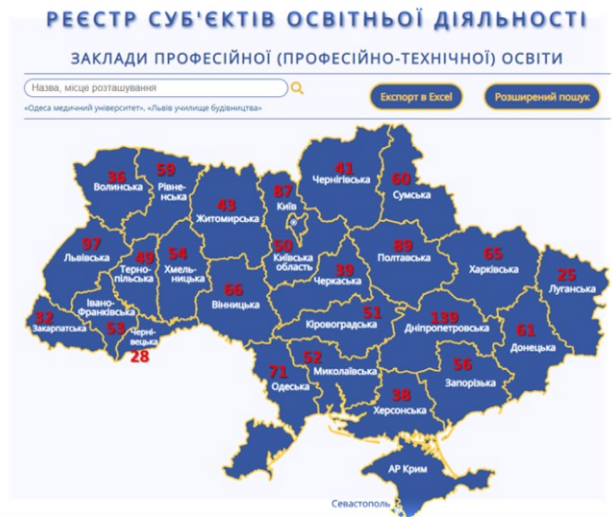 РЕЄСТР СУБ'ЄКТІВ ОСВІТНЬОЇ ДІЯЛЬНОСТІ
ЗАКЛАДИ ПРОФЕСІЙНОЇ (ПРОФЕСІЙНО-ТЕХНІЧНОЇ) ОСВІТИ
Назва, місце розташування
Експорт в Excel
Розширений пошук
«Одеса медичний університет», «Львів училище будівництва»
36
Волинська
59
Рівне-
нська
43
Житомирська
87
Київ
41
Чернігівська
60
Сумська
97
Львівська
49
Терно-
пільська
54
Хмель-
ницька
50
Київська
область
39
Черкаська
89
Полтавська
65
Харківська
25
Луганська
66
Вінницька
32
Закарпатська
Івано-
Франківська
53
Черні-
вецька
28
51
Кіровоградська
139
Дніпропетровська
61
Донецька
71
Одеська
52
Миколаївська
56
Запорізька
38
Херсонська
АР Крим
Севастополь